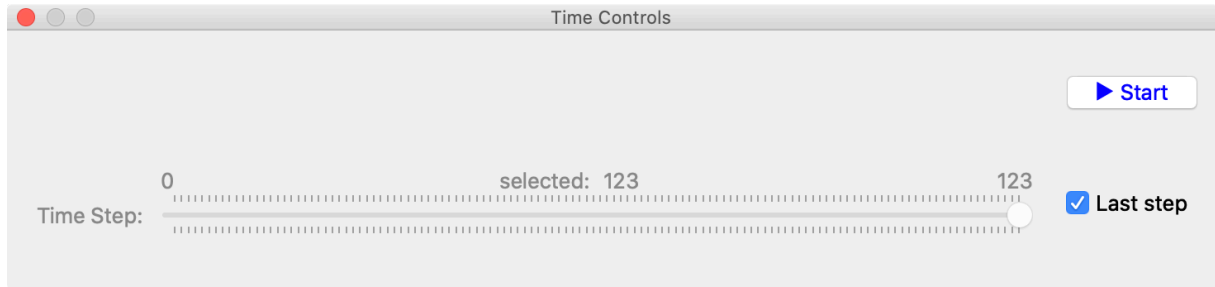 Time Controls
▶ Start
0 selected: 123 123
Time Step:
Last step